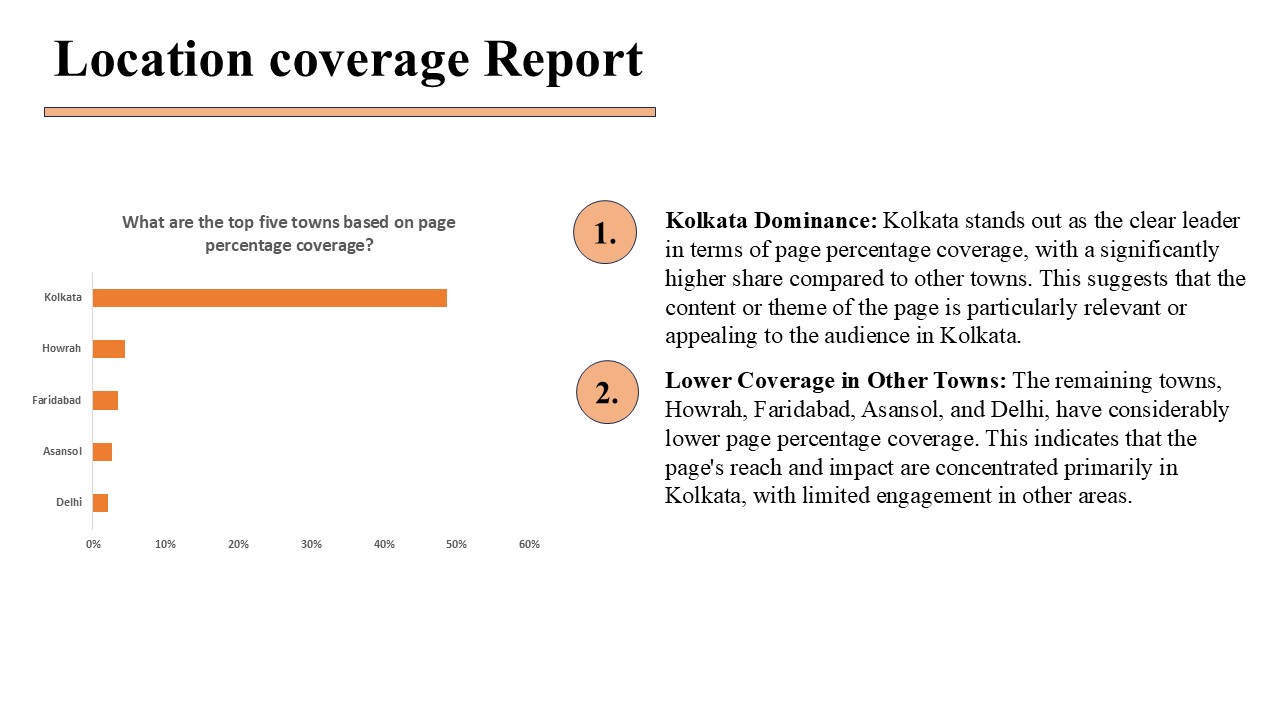 Location coverage Report
What are the top five towns based on page
percentage coverage?
Kolkata
Howrah
Faridabad
Asansol
Delhi
0% 10% 20% 30% 40% 50% 60%
1.
Kolkata Dominance: Kolkata stands out as the clear leader
in terms of page percentage coverage, with a significantly
higher share compared to other towns. This suggests that the
content or theme of the page is particularly relevant or
appealing to the audience in Kolkata.
2.
Lower Coverage in Other Towns: The remaining towns,
Howrah, Faridabad, Asansol, and Delhi, have considerably
lower page percentage coverage. This indicates that the
page's reach and impact are concentrated primarily in
Kolkata, with limited engagement in other areas.